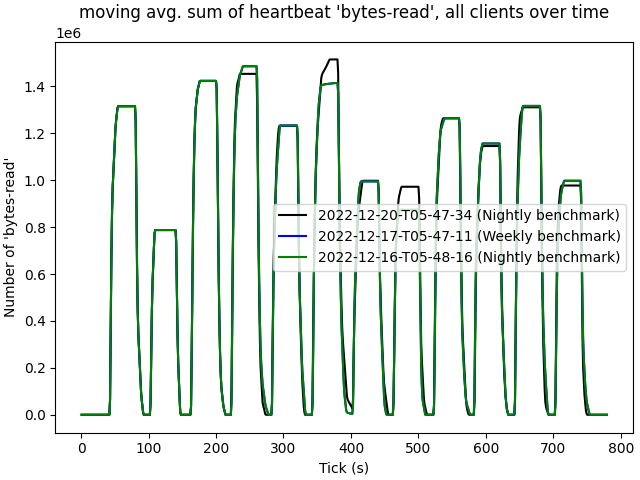 moving avg. sum of heartbeat 'bytes-read', all clients over time
1e6
1.4
1.2
1.0
0.8
0.6
0.4
0.2
0.0
Number of 'bytes-read'
2022-12-20-T05-47-34 (Nightly benchmark)
2022-12-17-T05-47-11 (Weekly benchmark)
2022-12-16-T05-48-16 (Nightly benchmark)
0 100 200 300 400 500 600 700 800
Tick (s)